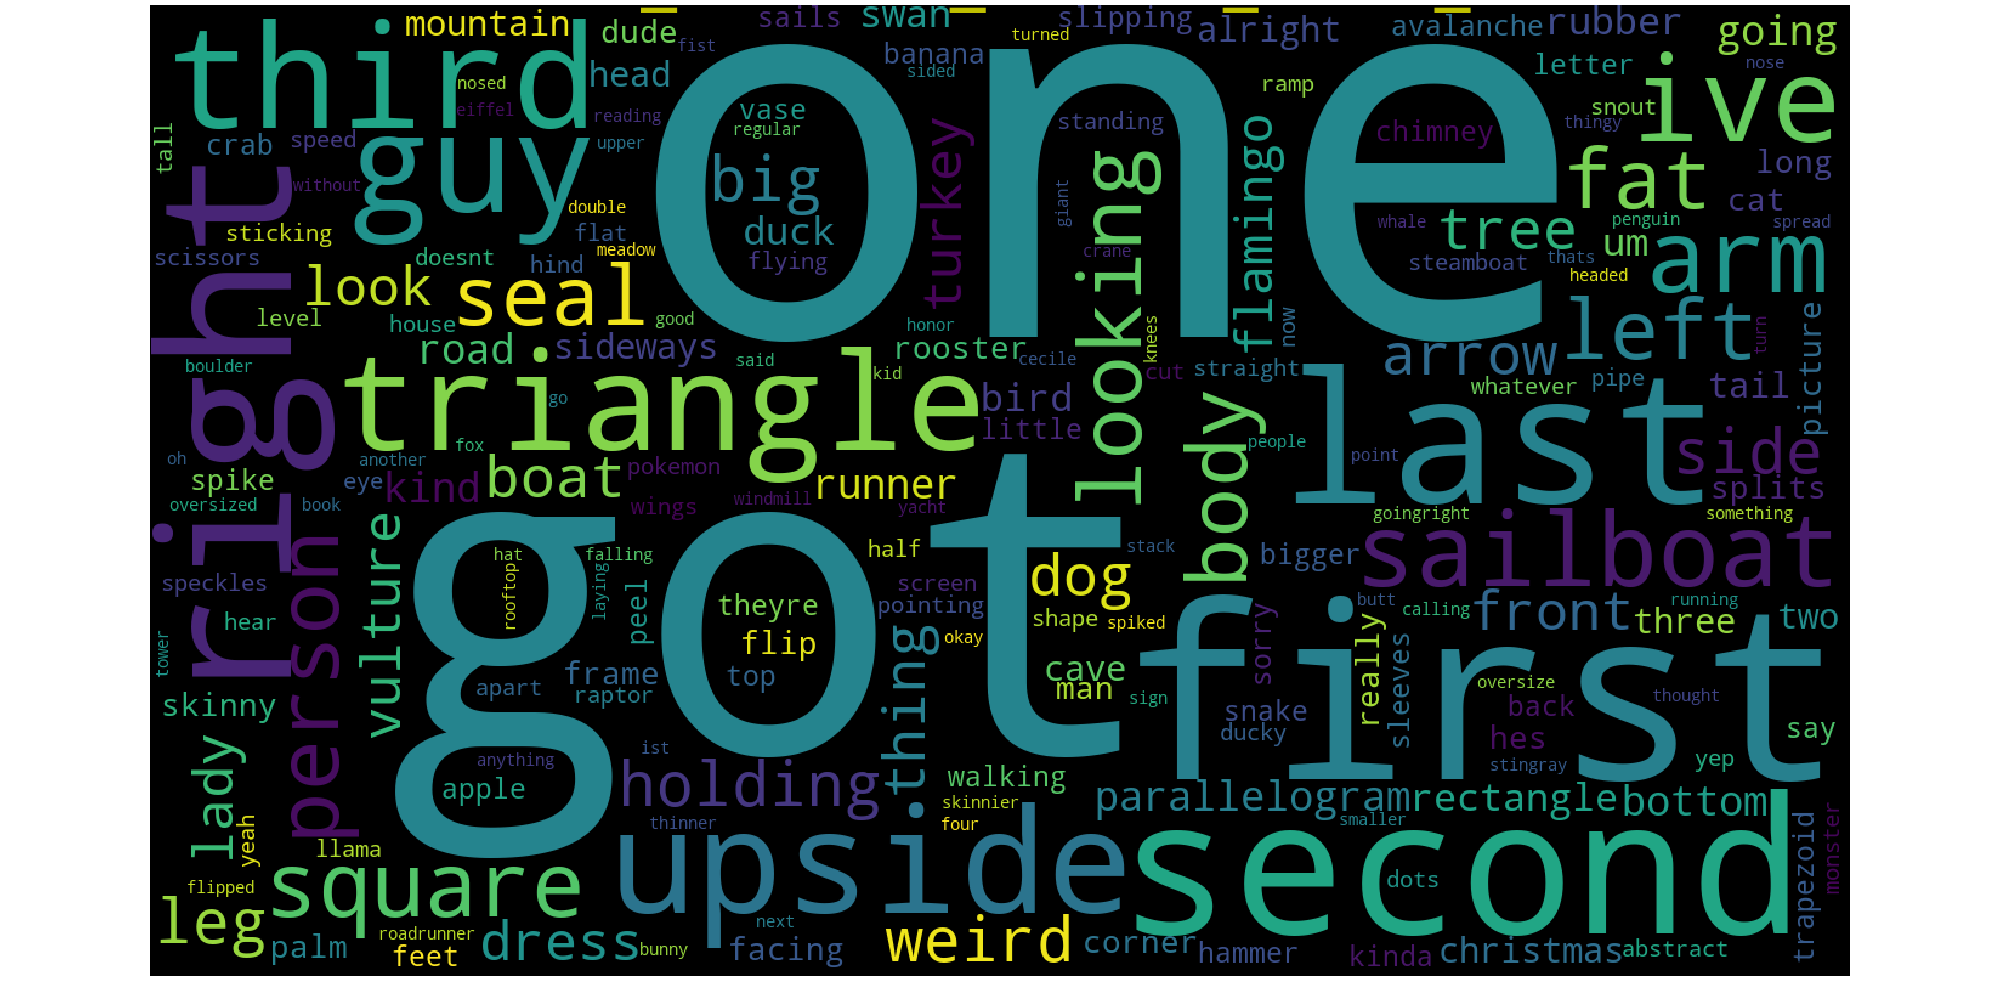 mountain
dude
sails
swan
slipping
alright
avalanche
rubber
going
third
fist
banana
turned
one
ive
nosed
head
sided
letter
nose
eiffel
reading
vase
regular
ramp
snout
thingy
tall
crab
speed
guy
upper
big
turkey
standing
looking
flamingo
chimney
fat
long
right
without
double
duck
giant
whale
tree
penguin
cat
spread
sticking
flat
meadow
flying
crane
steamboat
um
thats
arm
scissors
doesnt
hind
headed
look
seal
level
house
good
honor
now
left
picture
turn
boulder
road
sideways
said
rooster
cecile
knees
arrow
triangle
kid
cut
straight
whatever
pipe
tail
go
bird
little
body
last
oh
another
fox
people
point
side
spike
eye
kind
boat
pokemon
runner
splits
oversized
book
wings
windmill
yacht
goingright
something
person
vulture
got
hat
falling
half
stack
bigger
sailboat
speckles
rooftop
laying
peel
screen
dog
theyre
pointing
shape
spiked
first
butt
calling
front
running
hear
flip
thing
okay
three
two
tower
frame
top
cave
sorry
really
sleeves
skinny
apart
raptor
man
sign
snake
oversize
thought
back
ducky
hes
say
lady
ist
anything
stingray
yep
apple
holding
walking
parallelogram
rectangle
bottom
yeah
thinner
skinnier
four
smaller
llama
upside
second
trapezoid
monster
flipped
square
dots
leg
roadrunner
next
palm
feet
dress
bunny
facing
weird
corner
hammer
kinda
christmas
abstract